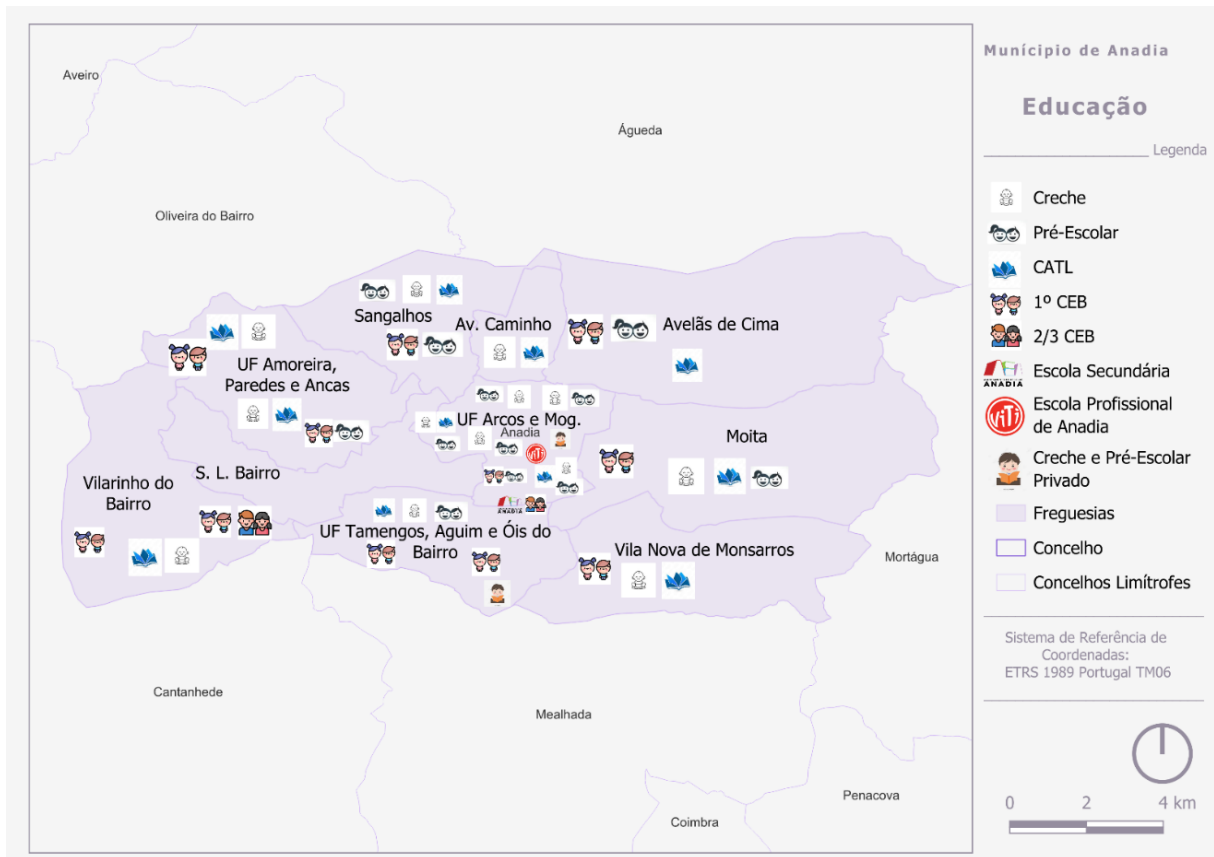 Aveiro
Águeda
Oliveira do Bairro
Sangalhos
Av. Caminho
Avelãs de Cima
UF Amoreira,
Paredes e Ancas
UF Arcos e Mog.
Anadia
ViTi
Moita
S. L. Bairro
Vilarinho do
Bairro
ANADIA
UF Tamengos, Aguim e Óis do
Bairro
Vila Nova de Monsarros
Mortágua
Cantanhede
Mealhada
Penacova
Coimbra
Munícipio de Anadia
Educação
Legenda
Creche
Pré-Escolar
CATL
1º CEB
2/3 CEB
ANADIA
Escola Secundária
ViTi
Escola Profissional
de Anadia
Creche e Pré-Escolar
Privado
Freguesias
Concelho
Concelhos Limítrofes
Sistema de Referência de
Coordenadas:
ETRS 1989 Portugal TM06
0 2 4 km